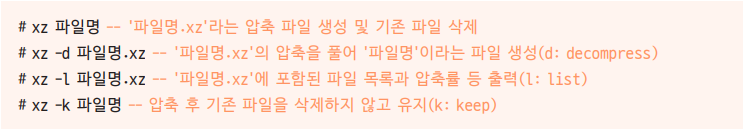 # xz 파일명 -- '파일명.xz'라는 압축 파일 생성 및 기존 파일 삭제
# xz -d 파일명.xz -- '파일명.xz'의 압축을 풀어 '파일명'이라는 파일 생성(d: decompress)
# xz -l 파일명.xz -- '파일명.xz'에 포함된 파일 목록과 압축률 등 출력(l: list)
# xz -k 파일명 -- 압축 후 기존 파일을 삭제하지 않고 유지(k: keep)